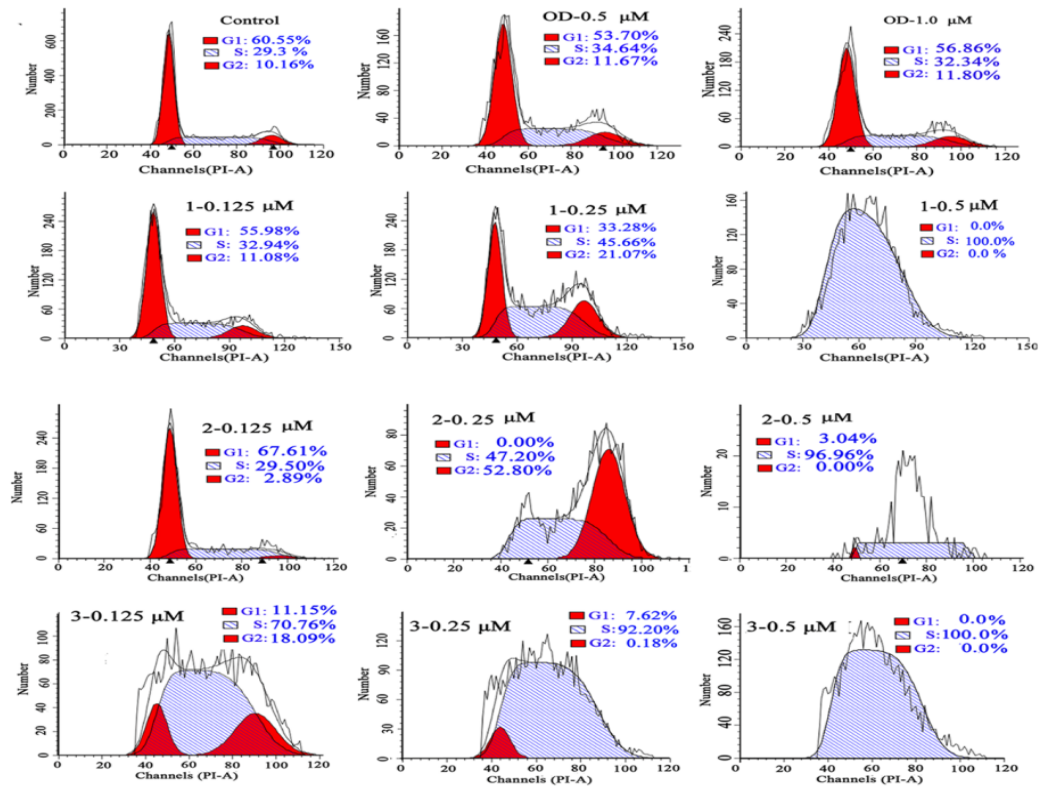 Control
G1: 60.55%
S: 29.3 %
G2: 10.16%
Number
600
400
200
0
0 20 40 60 80 100 120
Channels(PI-A)
OD-0.5 μM
G1: 53.70%
S: 34.64%
G2: 11.67%
Number
160
120
80
40
0
0 20 40 60 80 100 120
Channels(PI-A)
OD-1.0 μM
G1: 56.86%
S: 32.34%
G2: 11.80%
Number
240
180
120
60
0
0 20 40 60 80 100 120
Channels(PI-A)
1-0.125 μM
G1: 55.98%
S: 32.94%
G2: 11.08%
Number
240
180
120
60
0
0 30 60 90 120 150
Channels(PI-A)
1-0.25 μM
G1: 33.28%
S: 45.66%
G2: 21.07%
Number
240
180
120
60
0
0 30 60 90 120 150
Channels(PI-A)
1-0.5 μM
G1: 0.0%
S: 100.0%
G2: 0.0 %
Number
160
120
80
40
0
0 30 60 90 120 150
Channels(PI-A)
2-0.125 μM
G1: 67.61%
S: 29.50%
G2: 2.89%
Number
240
180
120
60
0
0 20 40 60 80 100 120
Channels(PI-A)
2-0.25 μM
G1: 0.00%
S: 47.20%
G2: 52.80%
Number
80
60
40
20
0
0 20 40 60 80 100 1
Channels(PI-A)
2-0.5 μM
G1: 3.04%
S: 96.96%
G2: 0.00%
Number
20
10
0
0 20 40 60 80 100 120
Channels(PI-A)
3-0.125 μM
G1: 11.15%
S: 70.76%
G2: 18.09%
Number
100
80
60
40
20
0
0 20 40 60 80 100 120
Channels (PI-A)
3-0.25 μM
G1: 7.62%
S: 92.20%
G2: 0.18%
Number
120
90
60
30
0
0 20 40 60 80 100 120
Channels (PI-A)
3-0.5 μM
G1: 0.0%
S: 100.0%
G2: 0.0%
Number
160
120
80
40
0
0 20 40 60 80 100 120
Channels (PI-A)